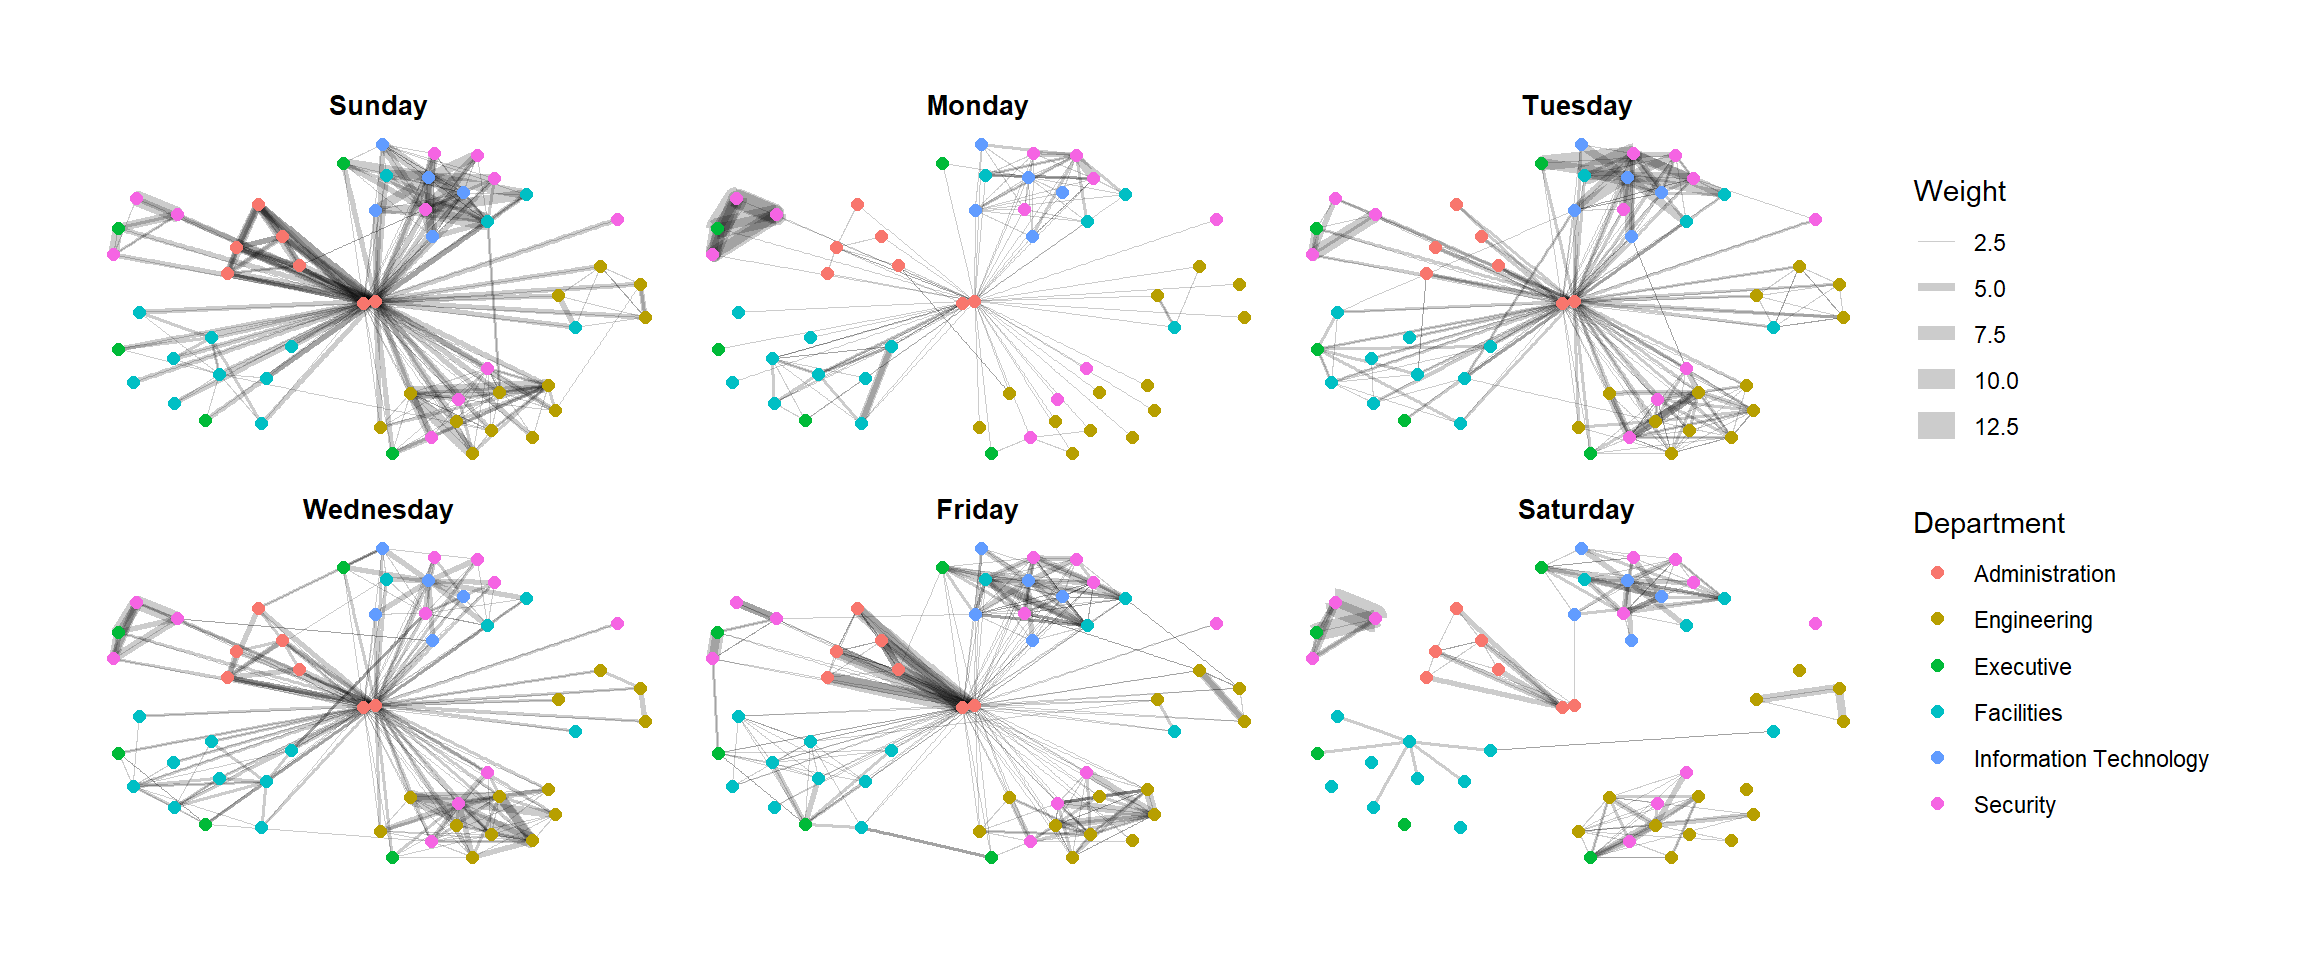 Sunday
Monday
Tuesday
Wednesday
Friday
Saturday
Weight
2.5
5.0
7.5
10.0
12.5
Department
Administration
Engineering
Executive
Facilities
Information Technology
Security